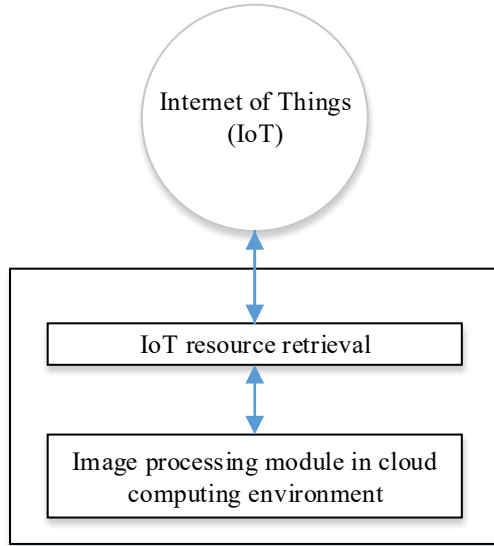 Internet of Things
(IoT)
IoT resource retrieval
Image processing module in cloud
computing environment